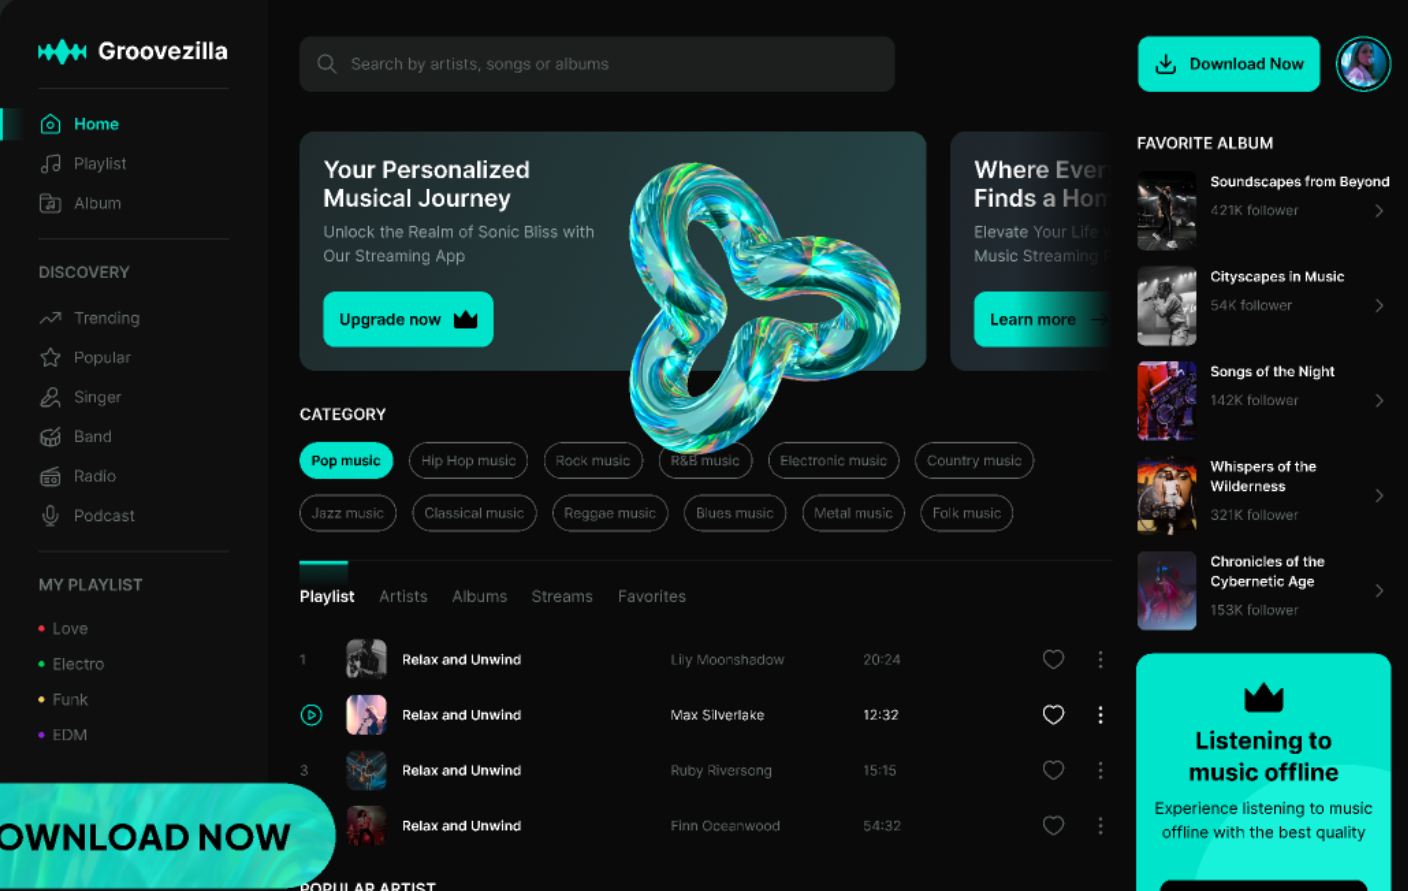 Groovezilla
Search by artists, songs or albums
Download Now
Home
Playlist
Album
DISCOVERY
Trending
Popular
Singer
Band
Radio
Podcast
MY PLAYLIST
Love
Electro
Funk
EDM
OWNLOAD NOW
Your Personalized
Musical Journey
Unlock the Realm of Sonic Bliss with
Our Streaming App
Upgrade now
Where Ever
Finds a Hom
Elevate Your Life
Music Streaming
Learn more
CATEGORY
Pop music
Hip Hop music
Rock music
R&B music
Electronic music
Country music
Jazz music
Classical music
Reggae music
Blues music
Metal music
Folk music
Playlist
Artists
Albums
Streams
Favorites
1 Relax and Unwind Lily Moonshadow 20:24
Relax and Unwind Max Silverlake 12:32
3 Relax and Unwind Ruby Riversong 15:15
Relax and Unwind Finn Oceanwood 54:32
POPULAR ARTIST
FAVORITE ALBUM
Soundscapes from Beyond
421K follower
Cityscapes in Music
54K follower
Songs of the Night
142K follower
Whispers of the
Wilderness
321K follower
Chronicles of the
Cybernetic Age
153K follower
Listening to
music offline
Experience listening to music
offline with the best quality